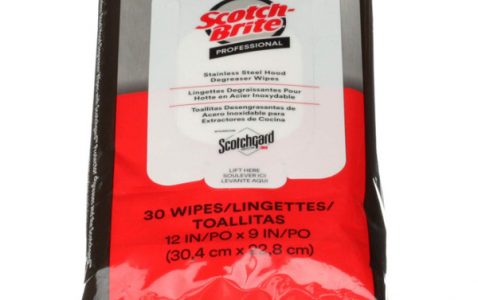 Scotch-
Brite
PROFESSIONAL
Stainless Steel Hood
Degreaser Wipes
Lingettes Degraissantes Pour
Hotte en Acier Inoxydable
Toallitas Desengrasantes de
Acero Inoxidable para
Extractores de Cocina
Scotchgard
LIFT HERE
SOULEVER ICI
LEVANTE AQUI
30 WIPES/LINGETTES/
TOALLITAS
12 IN/PO x 9 IN/PO
(30,4 cm x 22,8 cm)